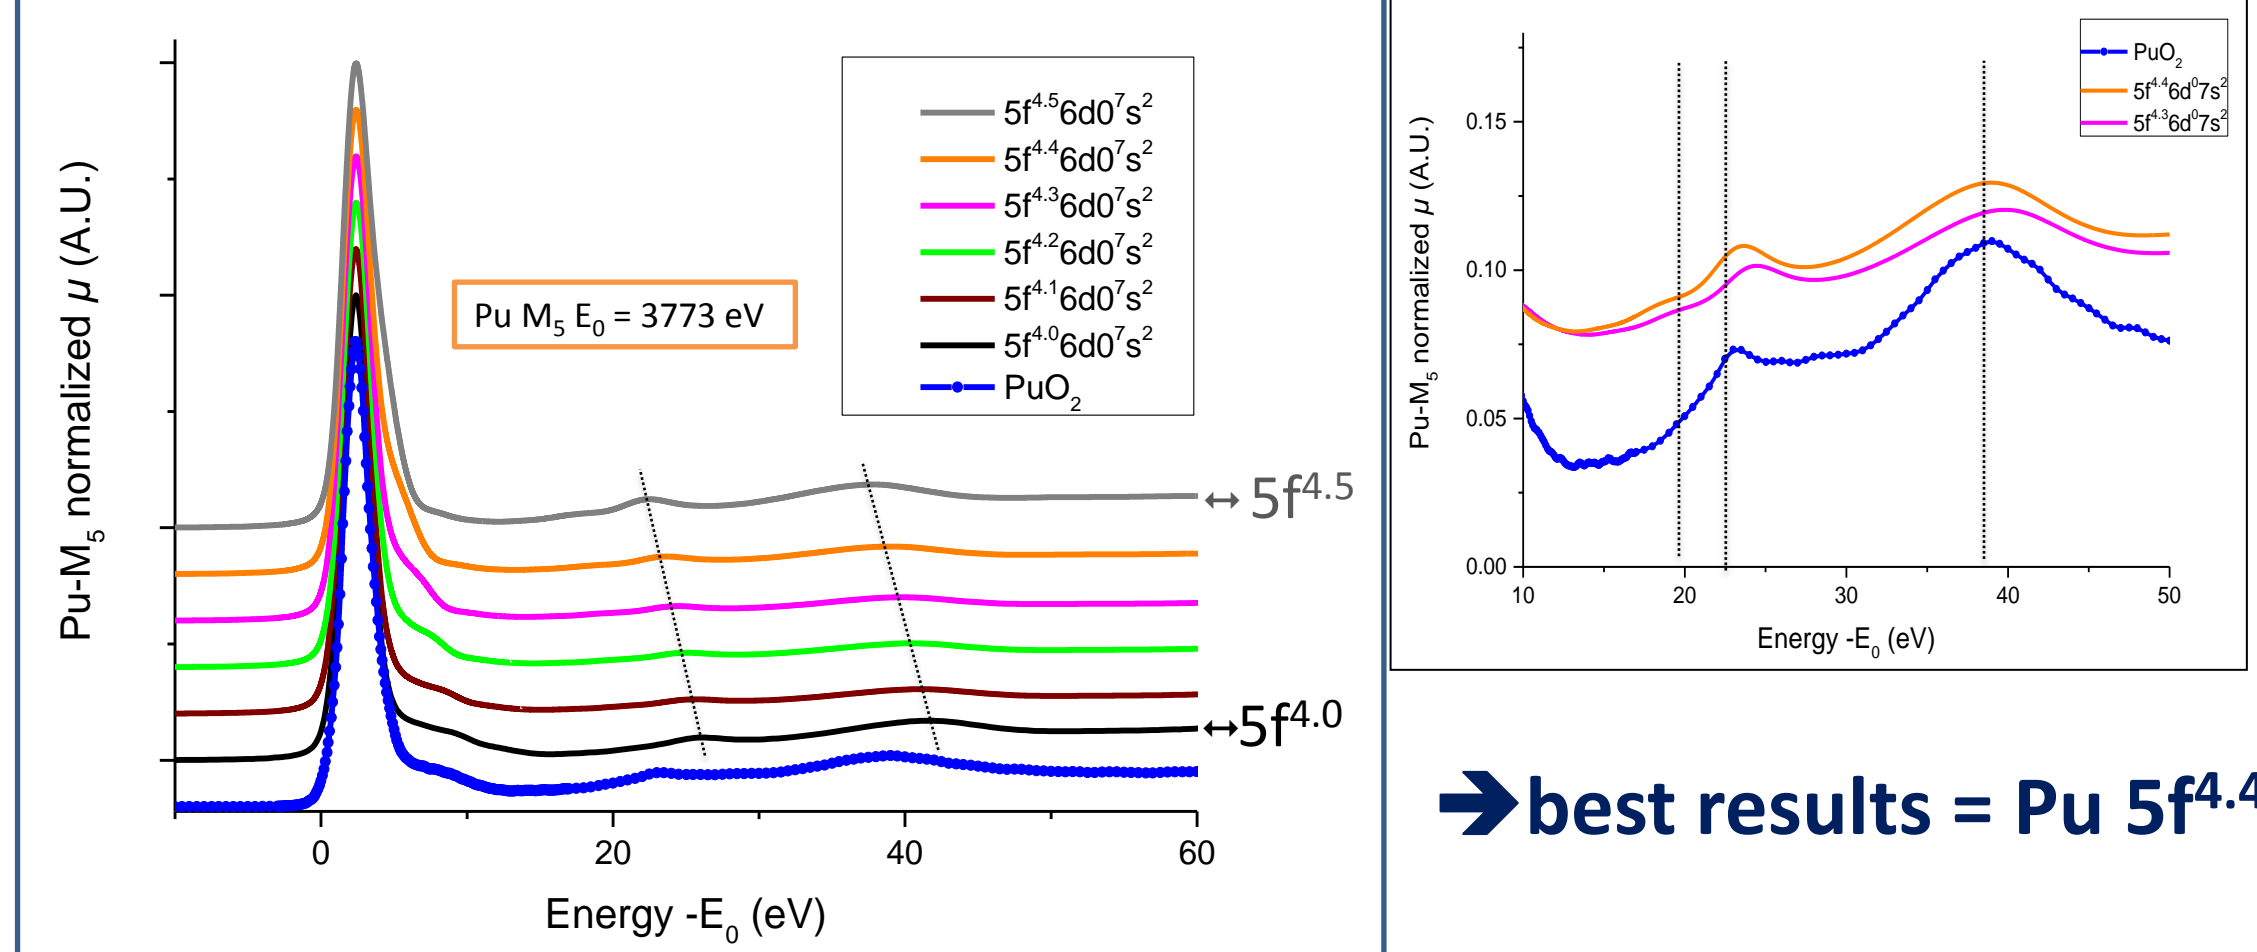 Pu-M₅ normalized μ (A.U.)
5f⁴·⁵6d0⁷s²
5f⁴·⁴6d0⁷s²
5f⁴·³6d0⁷s²
5f⁴·²6d0⁷s²
5f⁴·¹6d0⁷s²
5f⁴·⁰6d0⁷s²
PuO₂
Pu M₅ E₀ = 3773 eV
↔ 5f⁴·⁵
↔5f⁴·⁰
0 20 40 60
Energy -E₀ (eV)
PuO₂
5f⁴·⁴6d⁰7s²
5f⁴·³6d⁰7s²
Pu-M₅ normalized μ (A.U.)
0.15
0.10
0.05
0.00
10 20 30 40 50
Energy -E₀ (eV)
➔best results = Pu 5f⁴·⁴